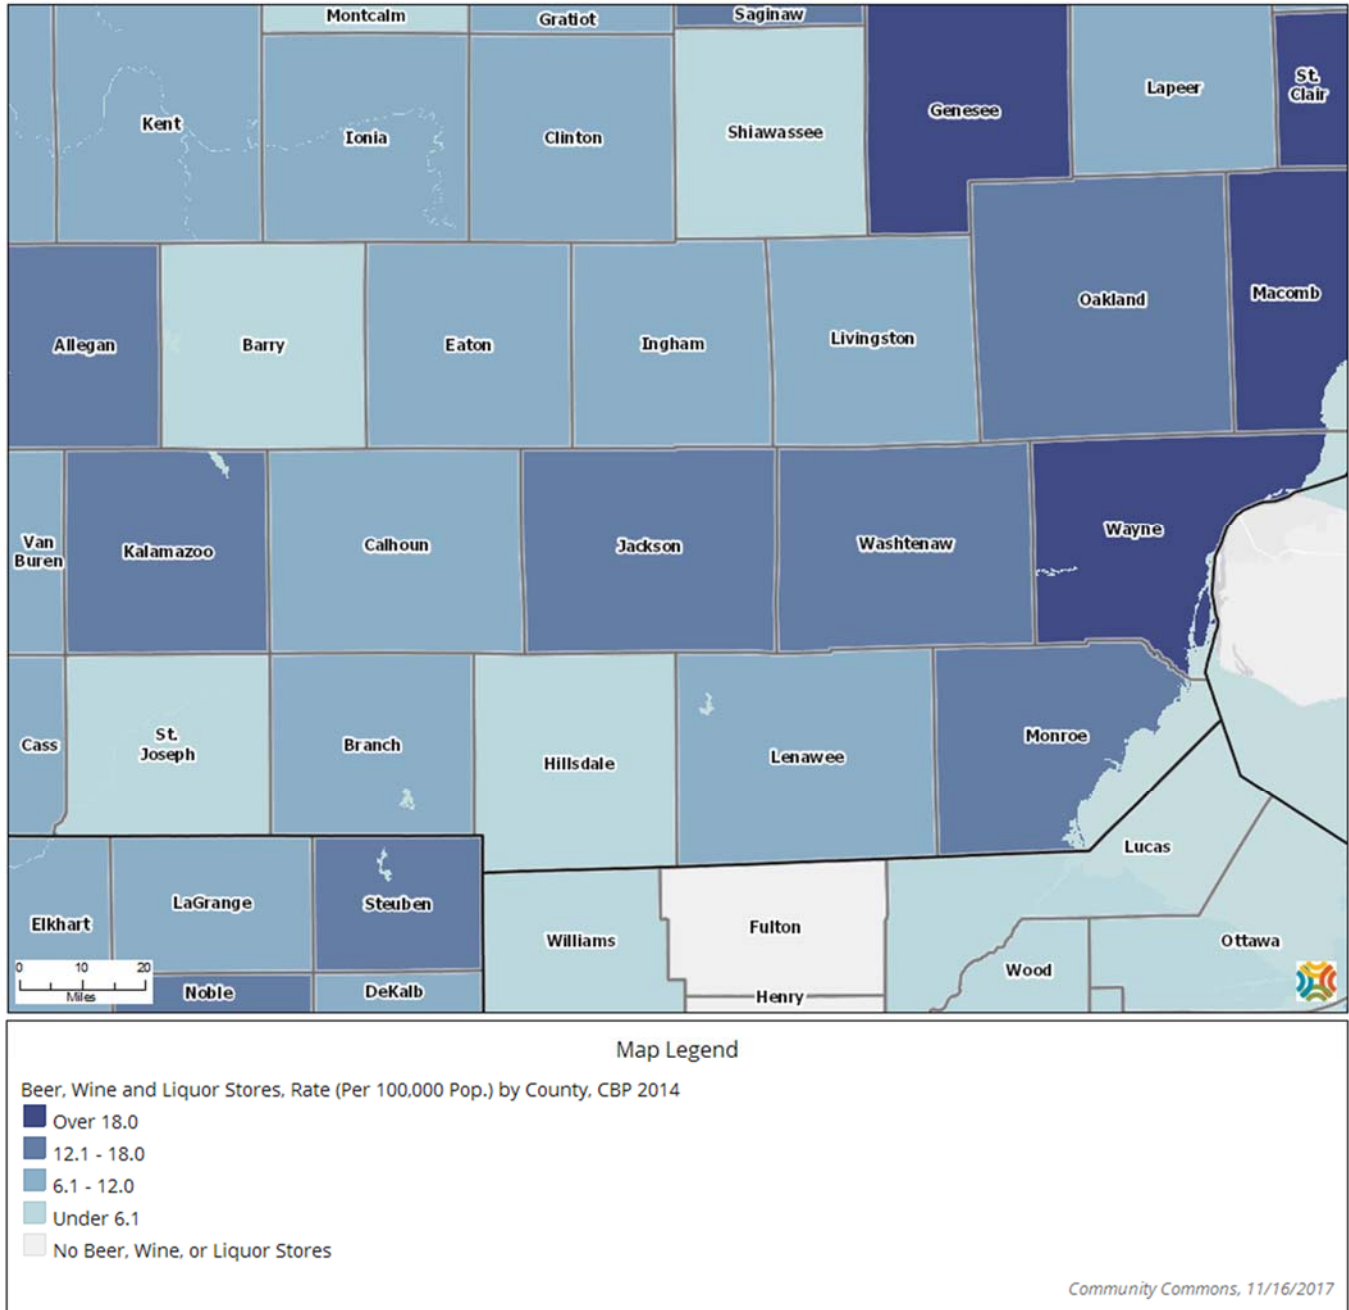 Montcalm
Gratiot
Saginaw
Kent
Ionia
Clinton
Shiawassee
Genesee
Lapeer
St.
Clair
Allegan
Barry
Eaton
Ingham
Livingston
Oakland
Macomb
Van
Buren
Kalamazoo
Calhoun
Jackson
Washtenaw
Wayne
Cass
St.
Joseph
Branch
Hillsdale
Lenawee
Monroe
Lucas
Elkhart
LaGrange
Steuben
Williams
Fulton
Wood
Ottawa
0 10 20
Miles
Noble
DeKalb
Henry
Map Legend
Beer, Wine and Liquor Stores, Rate (Per 100,000 Pop.) by County, CBP 2014
Over 18.0
12.1 - 18.0
6.1 - 12.0
Under 6.1
No Beer, Wine, or Liquor Stores
Community Commons, 11/16/2017